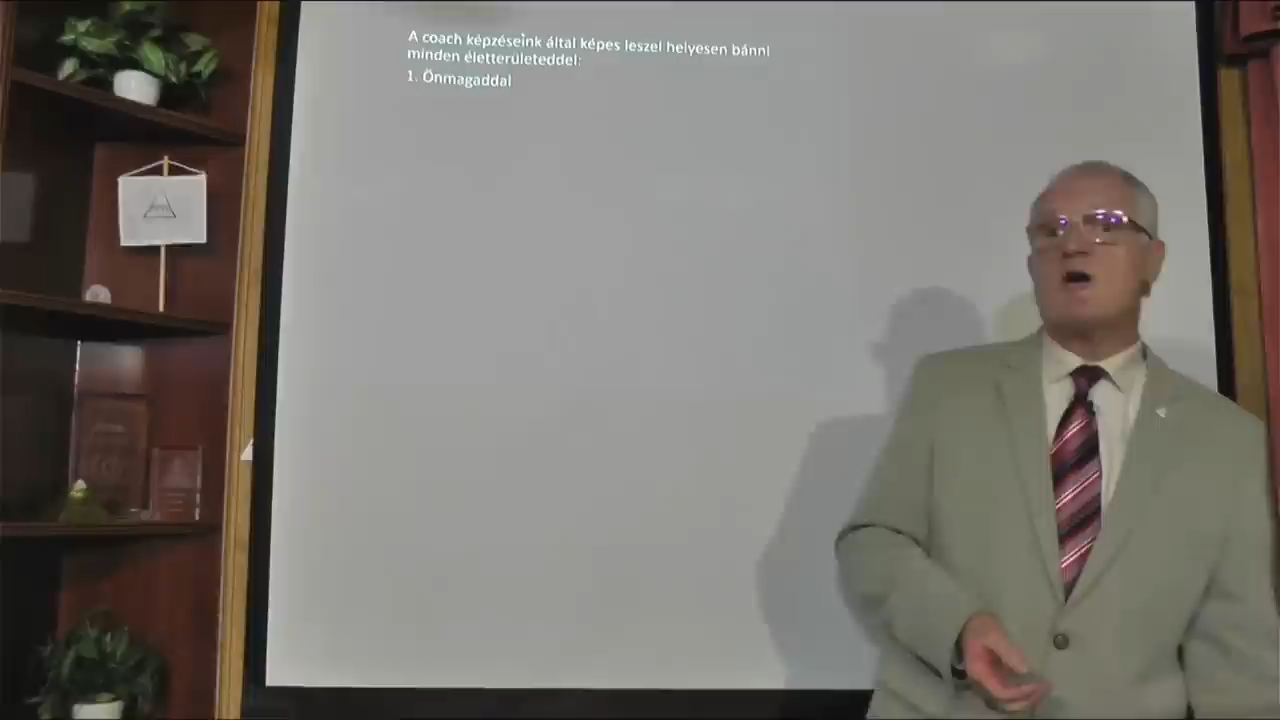 A coach képzéseink által képes leszel helyesen bánni
minden életterületeddel:
1. Önmagaddal